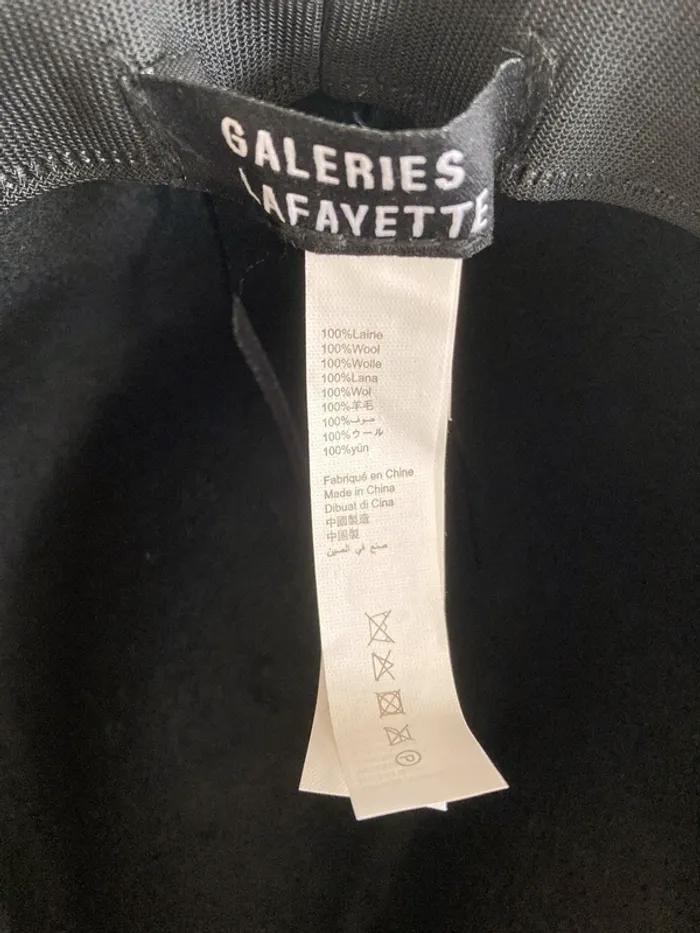 GALERIES
LAFAYETTE
100%Laine
100%Wool
100%Wolle
100%Lana
100%Wol
100%羊毛
100%صوف
100%ウール
100%yün
Fabriqué en Chine
Made in China
Dibuat di Cina
中國製造
中国製
صنع في الصين
P